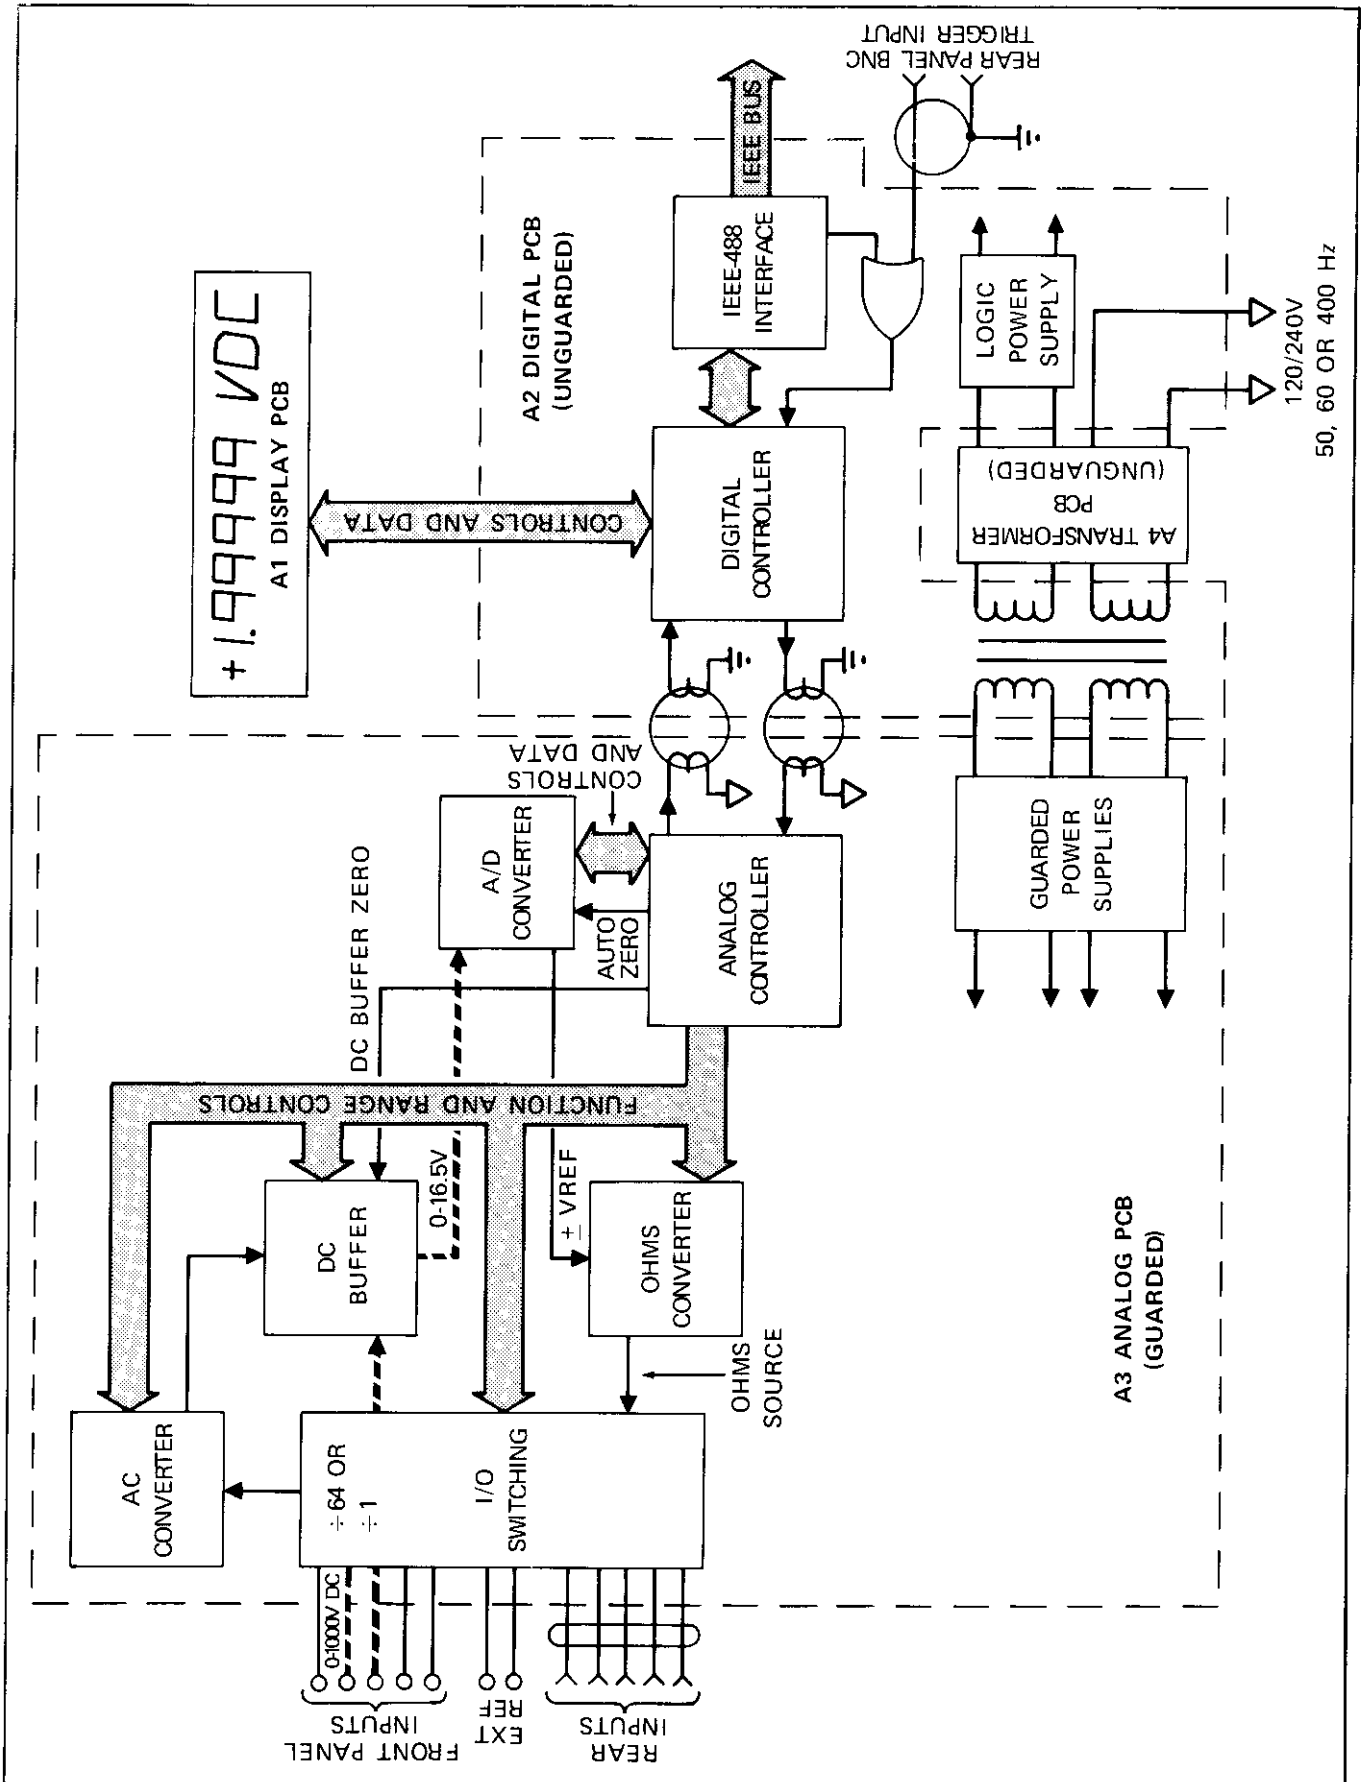 +1.99999 VDC
A1 DISPLAY PCB
A2 DIGITAL PCB
(UNGUARDED)
IEEE BUS
IEEE-488
INTERFACE
REAR PANEL BNC
TRIGGER INPUT
CONTROLS AND DATA
DIGITAL
CONTROLLER
LOGIC
POWER
SUPPLY
A4 TRANSFORMER
PCB
(UNGUARDED)
120/240V
50, 60 OR 400 Hz
CONTROLS
AND DATA
A/D
CONVERTER
AUTO
ZERO
ANALOG
CONTROLLER
GUARDED
POWER
SUPPLIES
DC BUFFER ZERO
FUNCTION AND RANGE CONTROLS
0-16.5V
± VREF
DC
BUFFER
OHMS
CONVERTER
OHMS
SOURCE
A3 ANALOG PCB
(GUARDED)
AC
CONVERTER
÷64 OR
÷1
I/O
SWITCHING
0-1000V DC
FRONT PANEL
INPUTS
EXT
REF
REAR
INPUTS